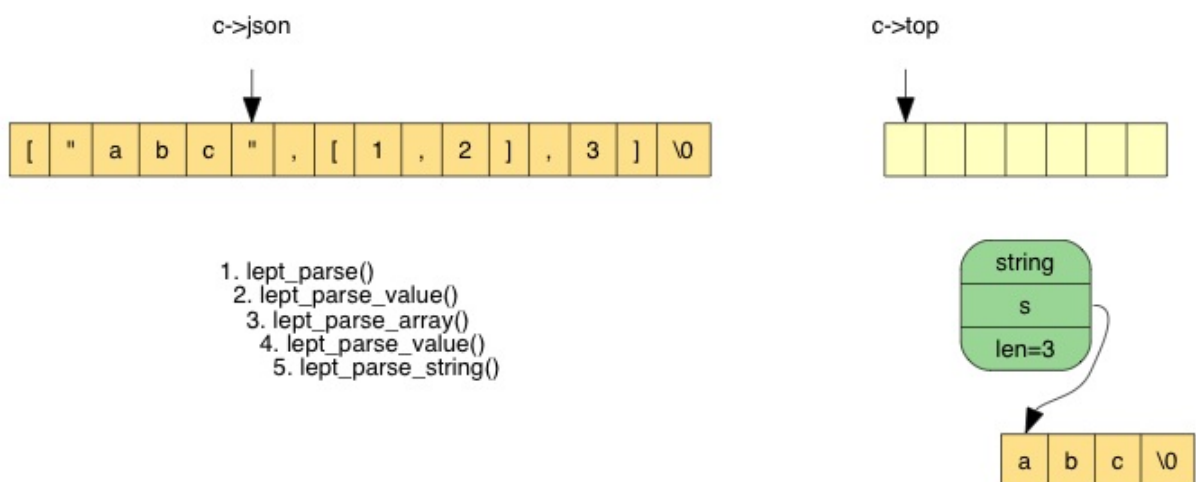 c->json
c->top
[ " a b c " , [ 1 , 2 ] , 3 ] \0
1. lept_parse()
2. lept_parse_value()
3. lept_parse_array()
4. lept_parse_value()
5. lept_parse_string()
string
s
len=3
a b c \0